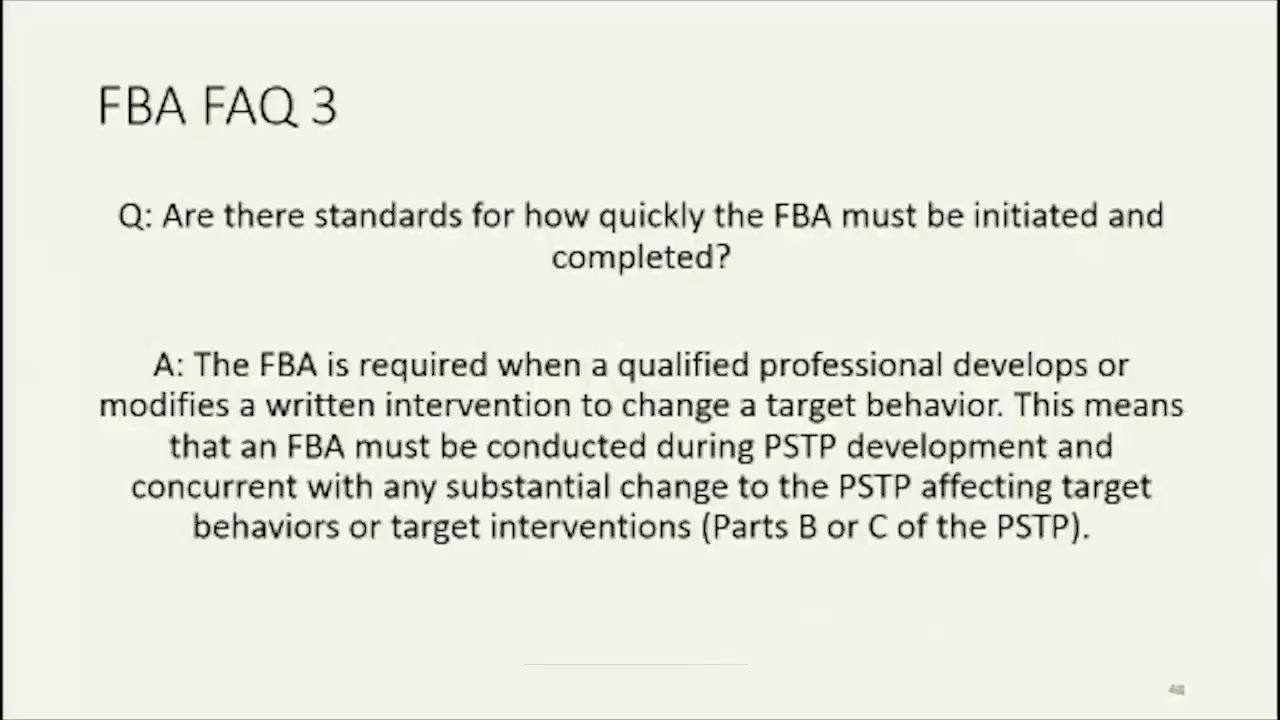 FBA FAQ 3
Q: Are there standards for how quickly the FBA must be initiated and
completed?
A: The FBA is required when a qualified professional develops or
modifies a written intervention to change a target behavior. This means
that an FBA must be conducted during PSTP development and
concurrent with any substantial change to the PSTP affecting target
behaviors or target interventions (Parts B or C of the PSTP).